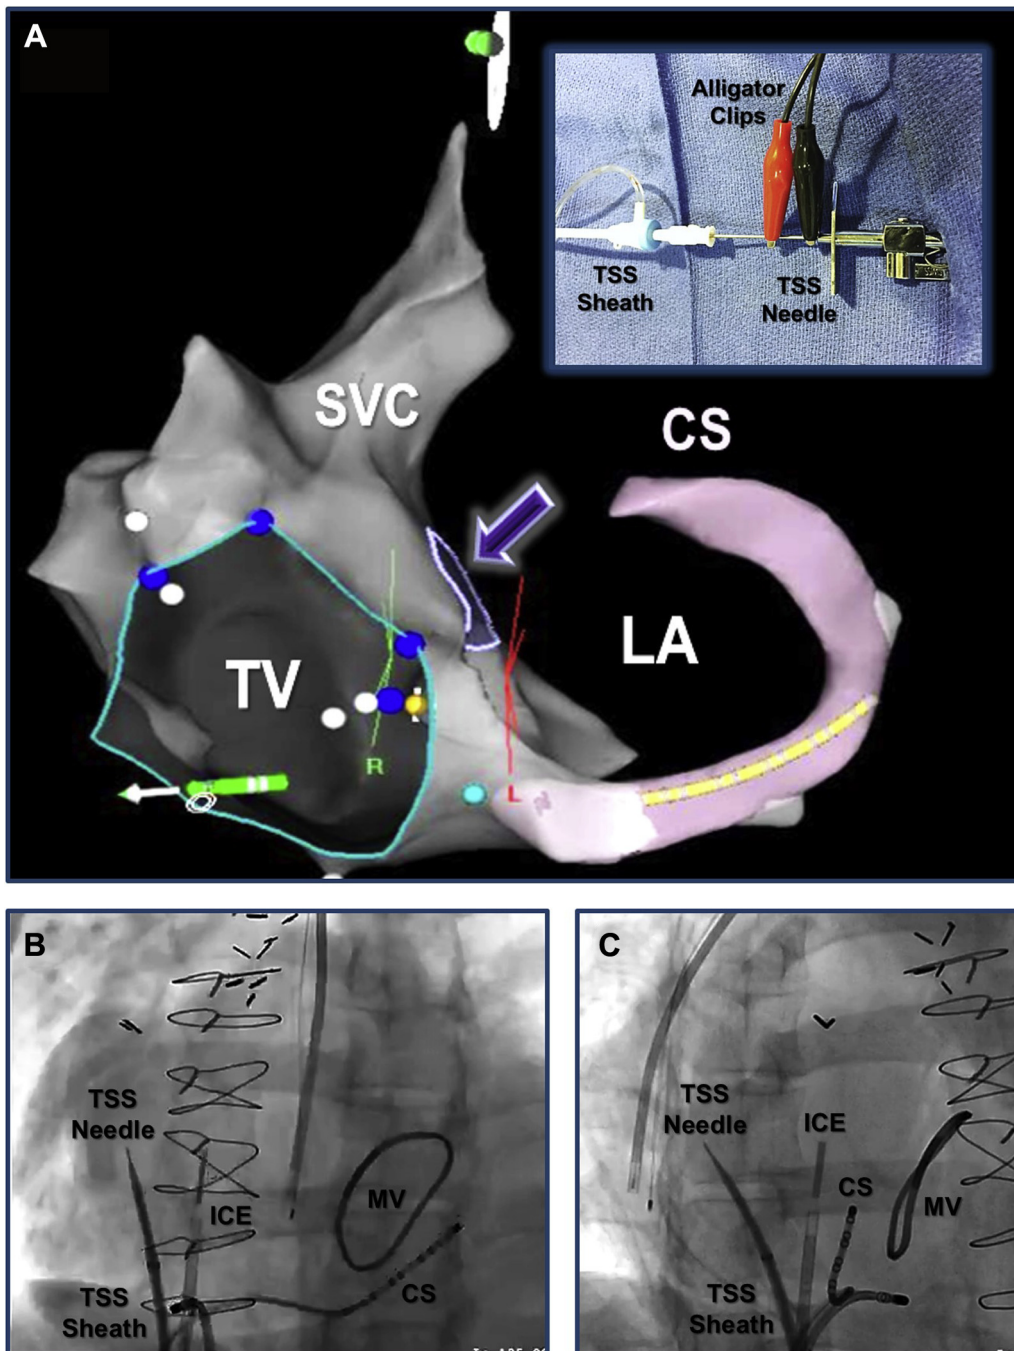 A
Alligator
Clips
TSS
Sheath
TSS
Needle
SVC
CS
TV
LA
R
L
B
TSS
Needle
ICE
MV
CS
TSS
Sheath
C
TSS
Needle
ICE
CS
MV
TSS
Sheath